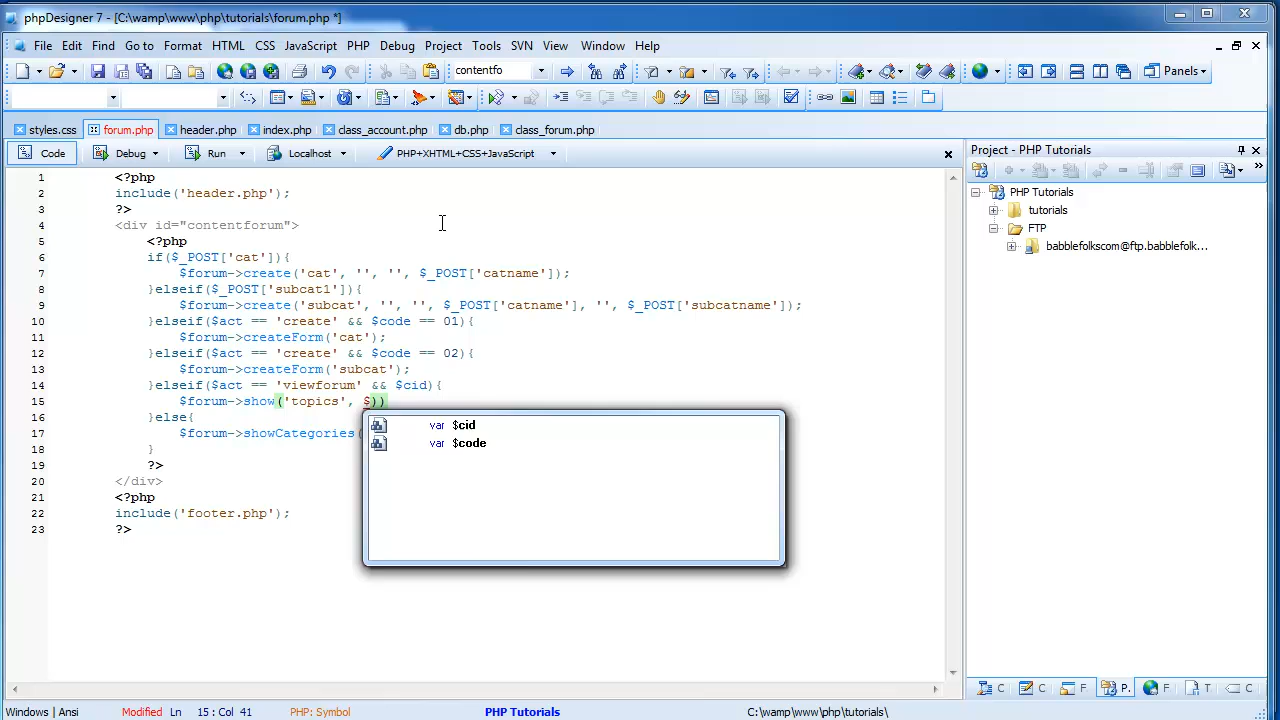 phpDesigner 7 - [C:\wamp\www\php\tutorials\forum.php *]
File Edit Find Go to Format HTML CSS JavaScript PHP Debug Project Tools SVN View Window Help
contentfo Panels
styles.css forum.php header.php index.php class_account.php db.php class_forum.php
Code Debug Run Localhost PHP+XHTML+CSS+JavaScript
Project - PHP Tutorials
1 <?php
2 include('header.php');
3 ?>
4 <div id="contentforum">
5 <?php
6 if($_POST['cat']){
7 $forum->create('cat', '', '', $_POST['catname']);
8 }elseif($_POST['subcat1']){
9 $forum->create('subcat', '', '', $_POST['catname'], '', $_POST['subcatname']);
10 }elseif($act == 'create' && $code == 01){
11 $forum->createForm('cat');
12 }elseif($act == 'create' && $code == 02){
13 $forum->createForm('subcat');
14 }elseif($act == 'viewforum' && $cid){
15 $forum->show('topics', $))
16 }else{
17 $forum->showCategories(
18 }
19 ?>
20 </div>
21 <?php
22 include('footer.php');
23 ?>
var $cid
var $code
PHP Tutorials
tutorials
FTP
babblefolkscom@ftp.babblefolk...
C C F P. F T C
Windows | Ansi Modified Ln 15 : Col 41 PHP: Symbol PHP Tutorials C:\wamp\www\php\tutorials\